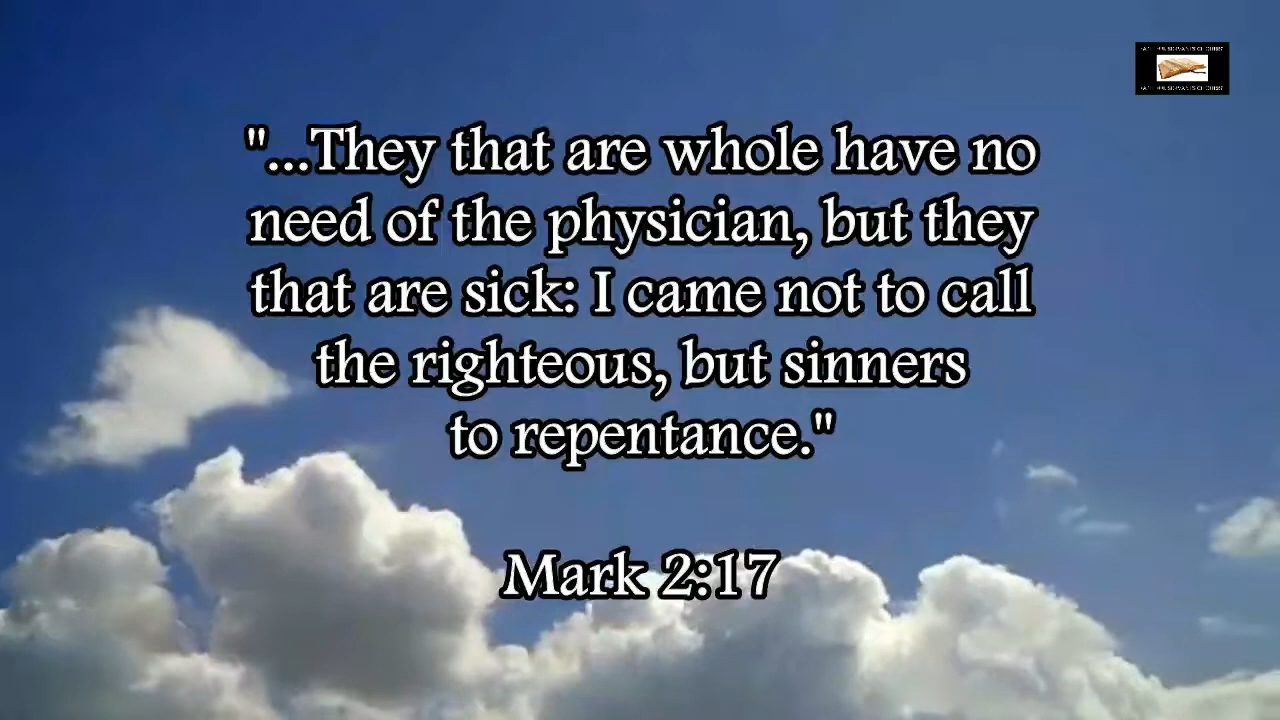 "...They that are whole have no
need of the physician, but they
that are sick: I came not to call
the righteous, but sinners
to repentance."
Mark 2:17